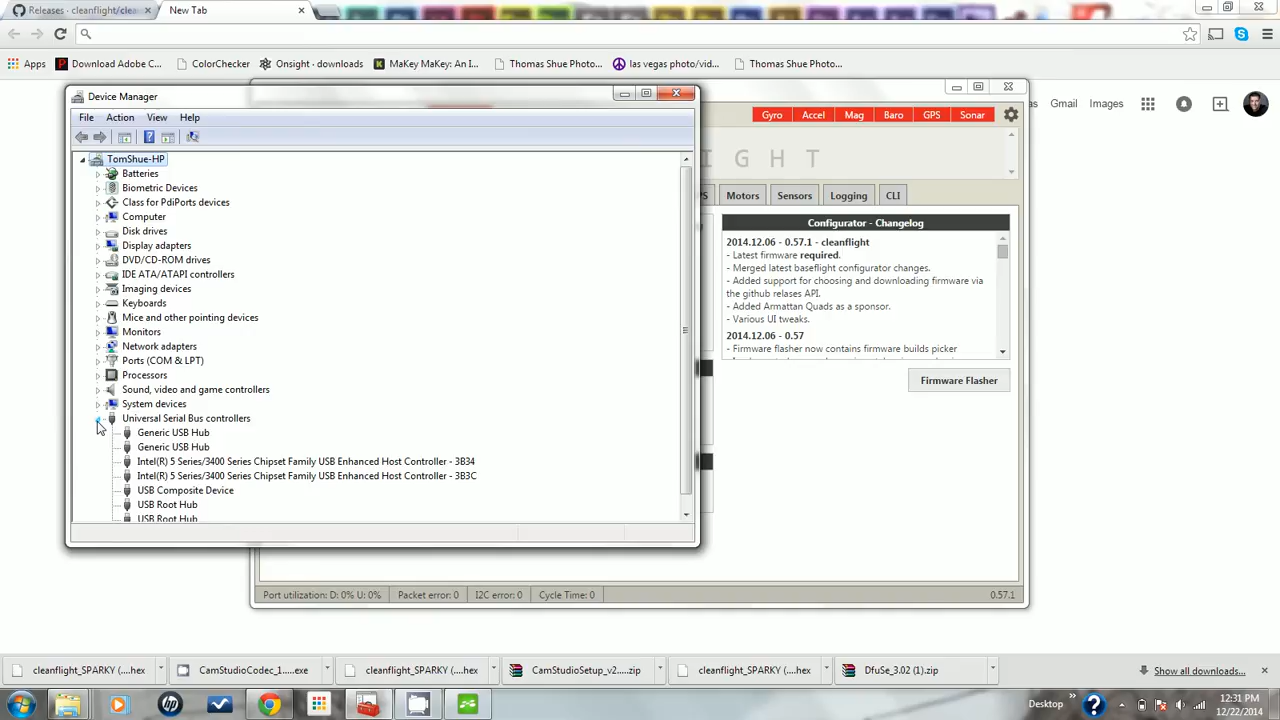 Releases · cleanflight/clea
New Tab
Apps
Download Adobe C...
ColorChecker
Onsight · downloads
MaKey MaKey: An I...
Thomas Shue Photo...
las vegas photo/vid...
Thomas Shue Photo...
Gmail
Images
Device Manager
File
Action
View
Help
TomShue-HP
Batteries
Biometric Devices
Class for PdiPorts devices
Computer
Disk drives
Display adapters
DVD/CD-ROM drives
IDE ATA/ATAPI controllers
Imaging devices
Keyboards
Mice and other pointing devices
Monitors
Network adapters
Ports (COM & LPT)
Processors
Sound, video and game controllers
System devices
Universal Serial Bus controllers
Generic USB Hub
Generic USB Hub
Intel(R) 5 Series/3400 Series Chipset Family USB Enhanced Host Controller - 3B34
Intel(R) 5 Series/3400 Series Chipset Family USB Enhanced Host Controller - 3B3C
USB Composite Device
USB Root Hub
USB Root Hub
Gyro
Accel
Mag
Baro
GPS
Sonar
I G H T
PS
Motors
Sensors
Logging
CLI
Configurator - Changelog
2014.12.06 - 0.57.1 - cleanflight
- Latest firmware required.
- Merged latest baseflight configurator changes.
- Added support for choosing and downloading firmware via
the github relases API.
- Added Armattan Quads as a sponsor.
- Various UI tweaks.
2014.12.06 - 0.57
- Firmware flasher now contains firmware builds picker
Firmware Flasher
Port utilization: D: 0% U: 0%
Packet error: 0
I2C error: 0
Cycle Time: 0
0.57.1
cleanflight_SPARKY (....hex
CamStudioCodec_1....exe
cleanflight_SPARKY (....hex
CamStudioSetup_v2....zip
cleanflight_SPARKY (....hex
DfuSe_3.02 (1).zip
Show all downloads...
Desktop
12:31 PM
12/22/2014